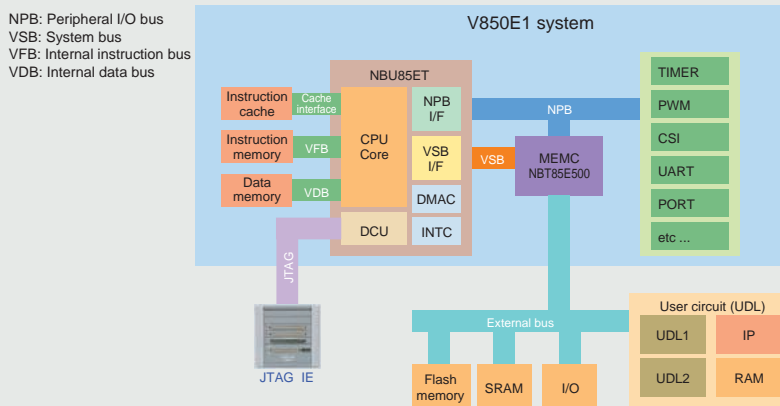 NPB: Peripheral I/O bus
VSB: System bus
VFB: Internal instruction bus
VDB: Internal data bus
V850E1 system
NBU85ET
Instruction
cache
Cache
interface
Instruction
memory
VFB
Data
memory
VDB
CPU
Core
DCU
NPB
I/F
VSB
I/F
DMAC
INTC
NPB
VSB
MEMC
NBT85E500
TIMER
PWM
CSI
UART
PORT
etc ...
JTAG
JTAG IE
External bus
Flash
memory
SRAM
I/O
User circuit (UDL)
UDL1
IP
UDL2
RAM